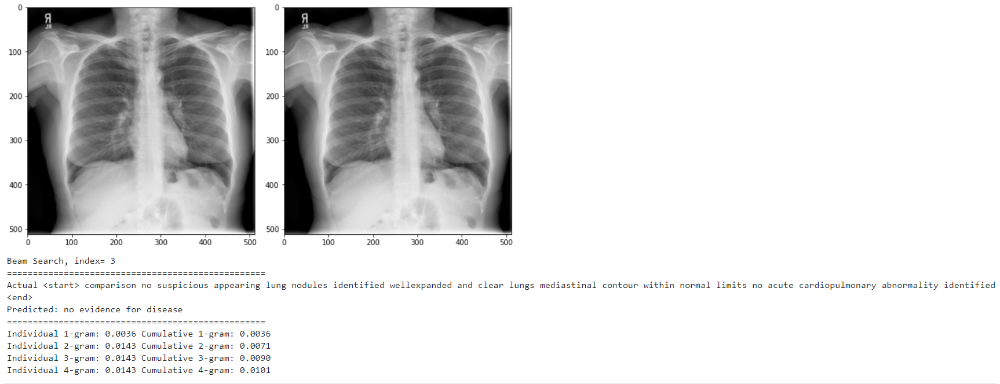 0
100
200
300
400
500
0 100 200 300 400 500
R
RL
0
100
200
300
400
500
0 100 200 300 400 500
R
RL
Beam Search, index= 3
==================================================
Actual <start> comparison no suspicious appearing lung nodules identified wellexpanded and clear lungs mediastinal contour within normal limits no acute cardiopulmonary abnormality identified
<end>
Predicted: no evidence for disease
==================================================
Individual 1-gram: 0.0036 Cumulative 1-gram: 0.0036
Individual 2-gram: 0.0143 Cumulative 2-gram: 0.0071
Individual 3-gram: 0.0143 Cumulative 3-gram: 0.0090
Individual 4-gram: 0.0143 Cumulative 4-gram: 0.0101